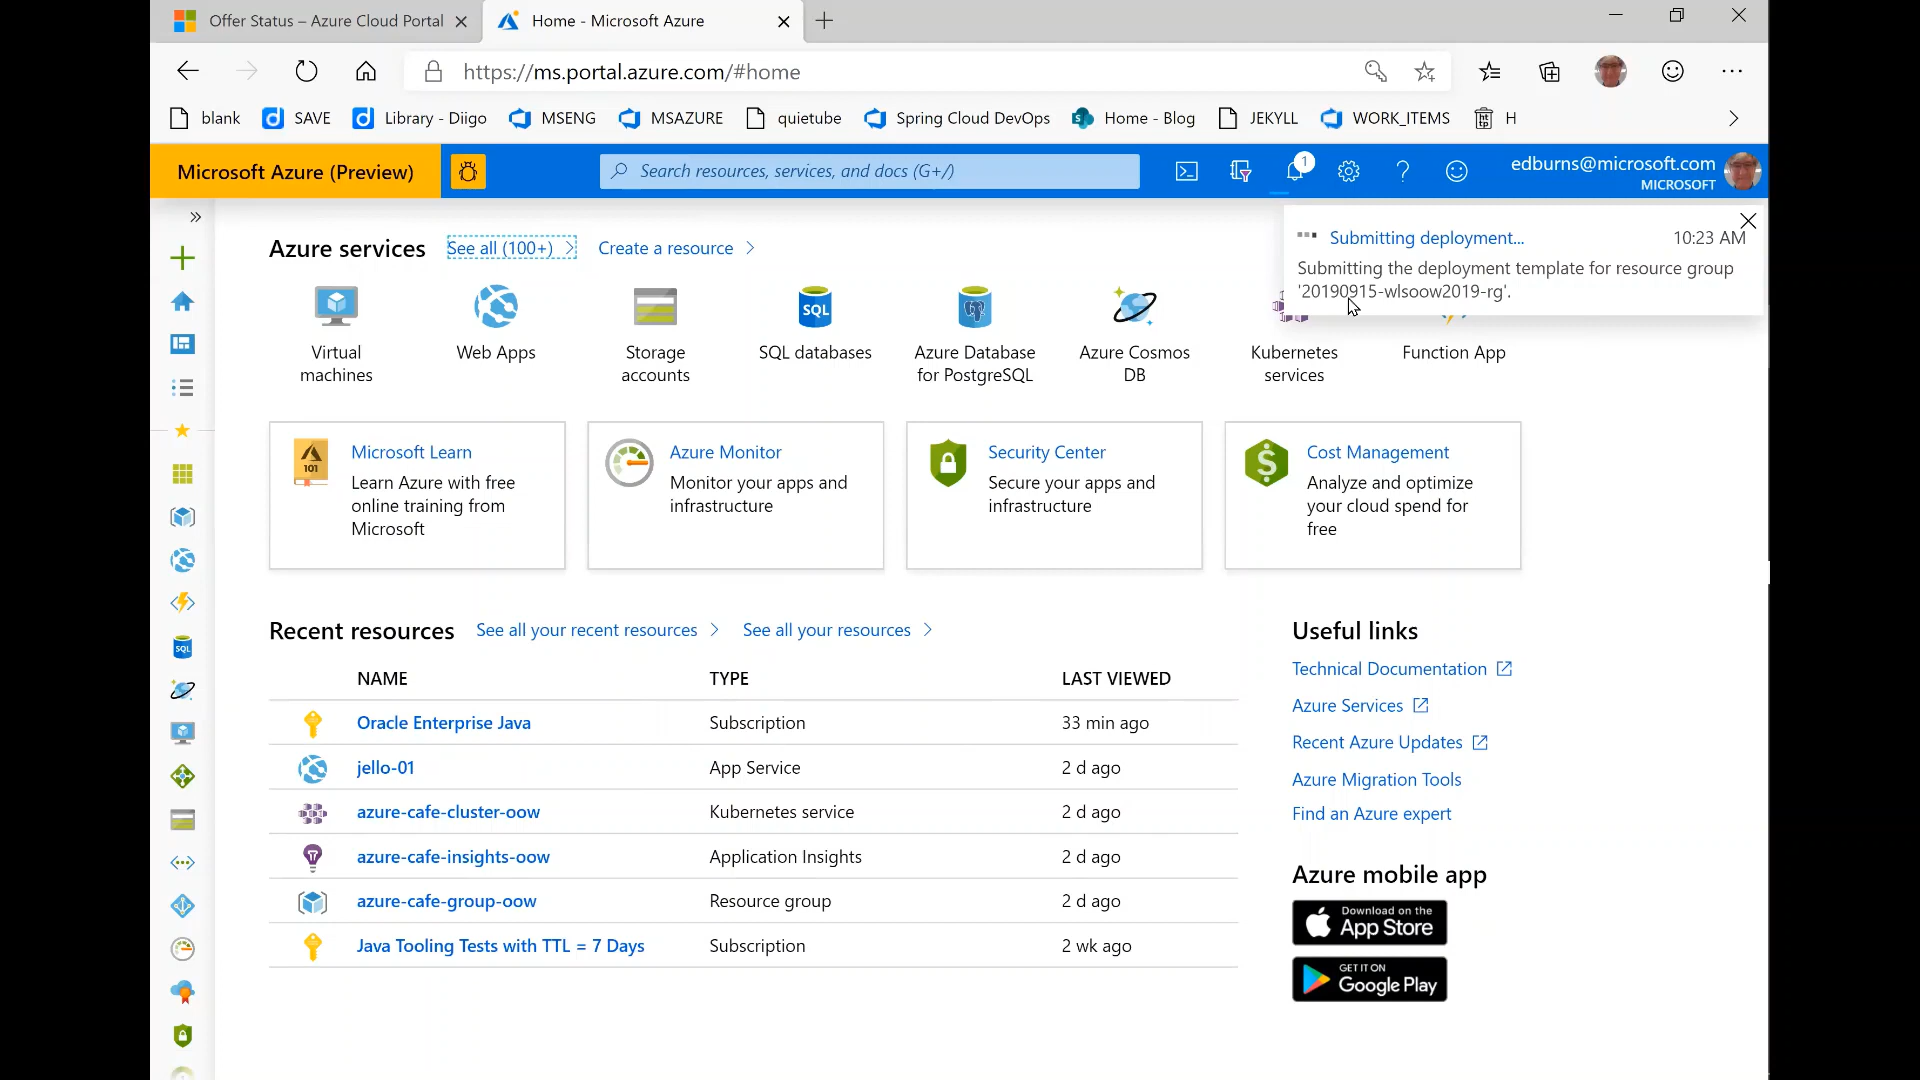 Offer Status – Azure Cloud Portal
Home - Microsoft Azure
https://ms.portal.azure.com/#home
blank
SAVE
Library - Diigo
MSENG
MSAZURE
quietube
Spring Cloud DevOps
Home - Blog
JEKYLL
WORK_ITEMS
H
Microsoft Azure (Preview)
Search resources, services, and docs (G+/)
1
edburns@microsoft.com
MICROSOFT
Submitting deployment...
10:23 AM
Submitting the deployment template for resource group
'20190915-wlsoow2019-rg'.
Azure services
See all (100+)
Create a resource
Virtual
machines
Web Apps
Storage
accounts
SQL
SQL databases
Azure Database
for PostgreSQL
Azure Cosmos
DB
Kubernetes
services
Function App
101
Microsoft Learn
Learn Azure with free
online training from
Microsoft
Azure Monitor
Monitor your apps and
infrastructure
Security Center
Secure your apps and
infrastructure
Cost Management
Analyze and optimize
your cloud spend for
free
SQL
Recent resources
See all your recent resources
See all your resources
NAME TYPE LAST VIEWED
Oracle Enterprise Java Subscription 33 min ago
jello-01 App Service 2 d ago
azure-cafe-cluster-oow Kubernetes service 2 d ago
azure-cafe-insights-oow Application Insights 2 d ago
azure-cafe-group-oow Resource group 2 d ago
Java Tooling Tests with TTL = 7 Days Subscription 2 wk ago
Useful links
Technical Documentation
Azure Services
Recent Azure Updates
Azure Migration Tools
Find an Azure expert
Azure mobile app
Download on the
App Store
GET IT ON
Google Play